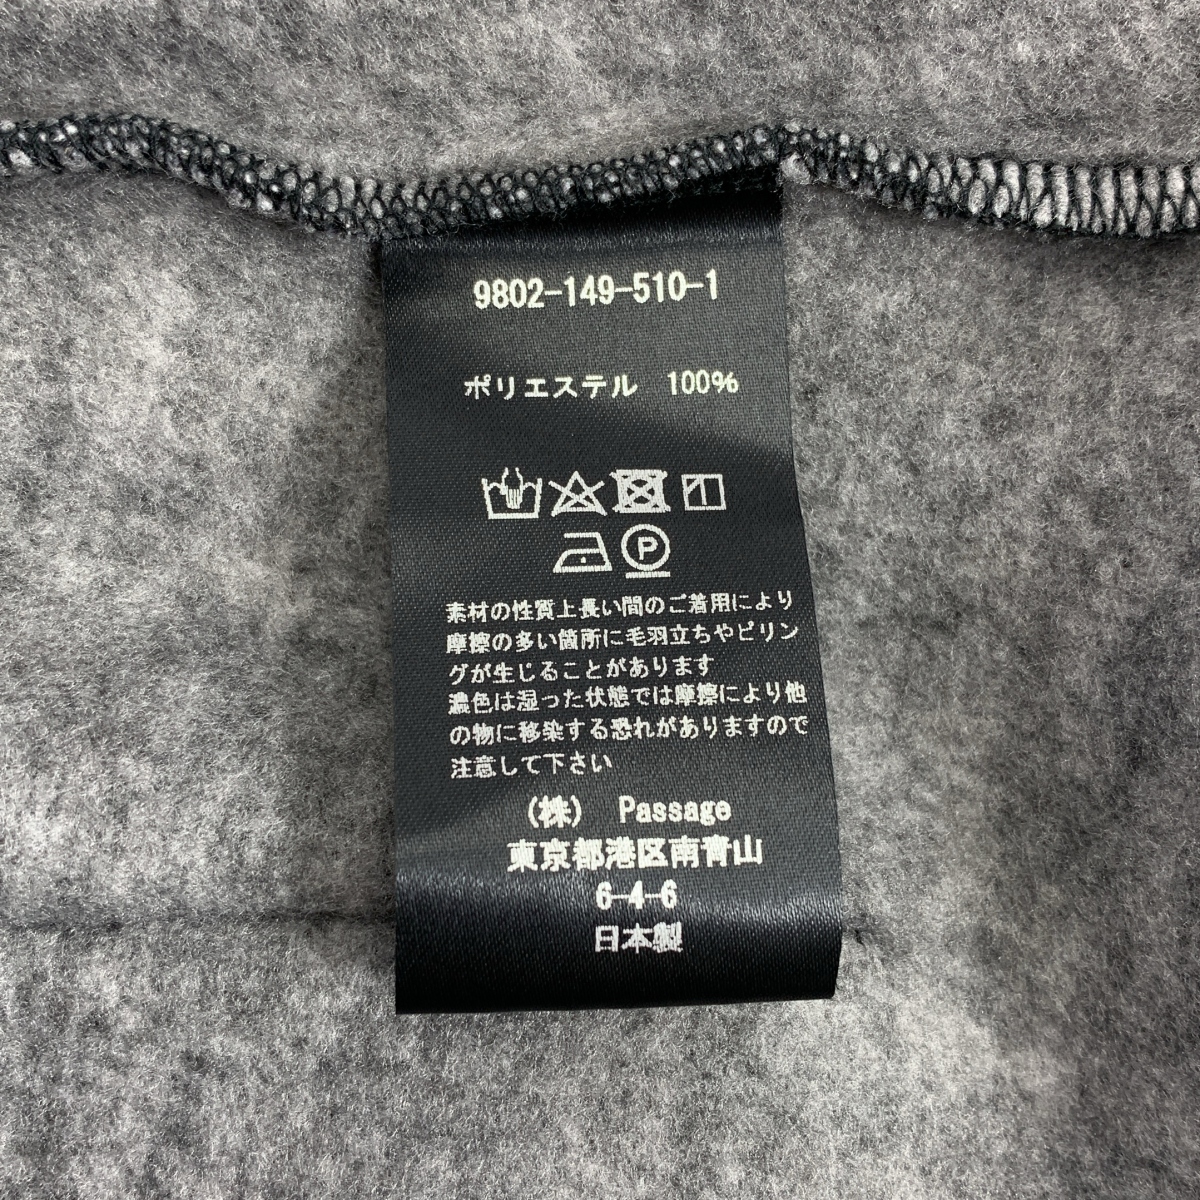 9802-149-510-1
ポリエステル 100%
P
素材の性質上長い間のご着用により
摩擦の多い箇所に毛羽立ちやピリン
グが生じることがあります
濃色は湿った状態では摩擦により他
の物に移染する恐れがありますので
注意して下さい
(株) Passage
東京都港区南青山
6-4-6
日本製